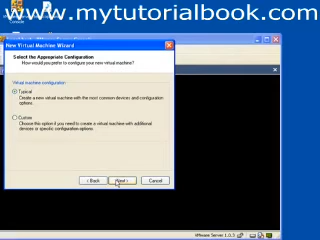 www.mytutorialbook.com
New Virtual Machine Wizard
Select the Appropriate Configuration
How would you prefer to configure your new virtual machine?
Virtual machine configuration
Typical
Create a new virtual machine with the most common devices and configuration
options.
Custom
Choose this option if you need to create a virtual machine with additional
devices or specific configuration options.
< Back Next > Cancel
VMware Server 1.0.3